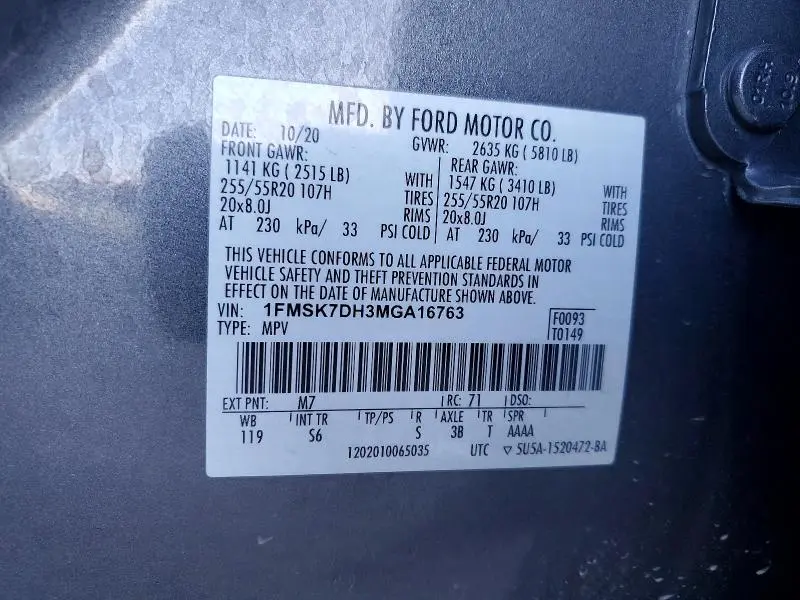 MFD. BY FORD MOTOR CO.
DATE: 10/20 GVWR: 2635 KG ( 5810 LB)
FRONT GAWR: REAR GAWR:
1141 KG ( 2515 LB) WITH 1547 KG ( 3410 LB) WITH
255/55R20 107H TIRES 255/55R20 107H TIRES
20x8.0J RIMS 20x8.0J RIMS
AT 230 kPa/ 33 PSI COLD AT 230 kPa/ 33 PSI COLD
THIS VEHICLE CONFORMS TO ALL APPLICABLE FEDERAL MOTOR
VEHICLE SAFETY AND THEFT PREVENTION STANDARDS IN
EFFECT ON THE DATE OF MANUFACTURE SHOWN ABOVE.
VIN: 1FMSK7DH3MGA16763 F0093
TYPE: MPV T0149
EXT PNT: M7 RC: 71 DSO:
WB INT TR TP/PS R AXLE TR SPR
119 S6 S 3B T AAAA
1202010065035 UTC ▽ 5U5A-1520472-BA